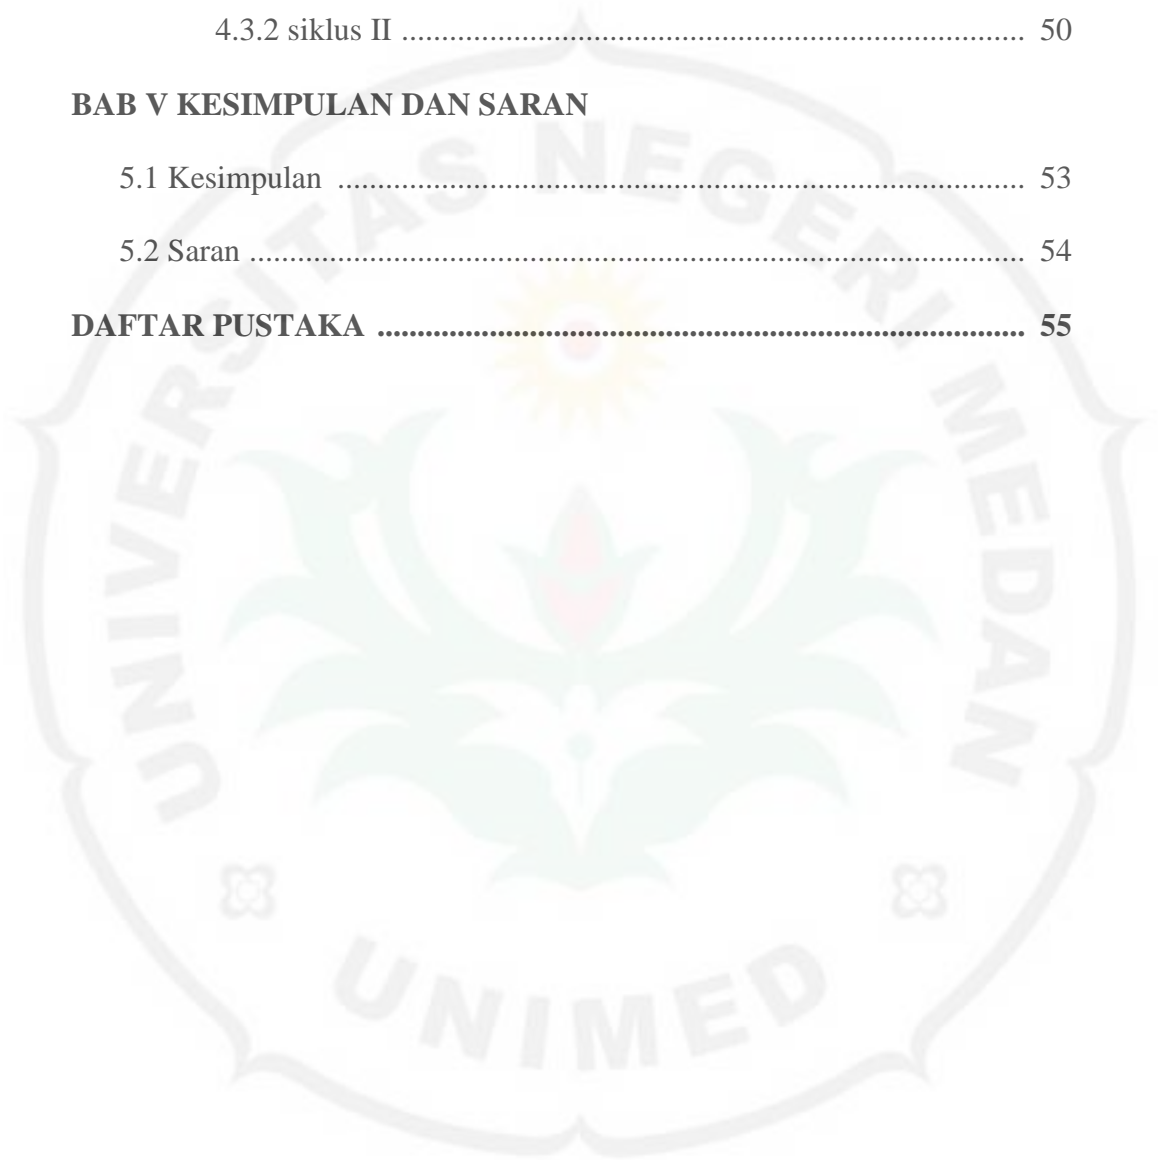 4.3.2 siklus II ............................................................................... 50
BAB V KESIMPULAN DAN SARAN
5.1 Kesimpulan ....................................................................................... 53
5.2 Saran .................................................................................................. 54
DAFTAR PUSTAKA ................................................................................. 55
UNIVERSITAS NEGERI MEDAN
UNIMED